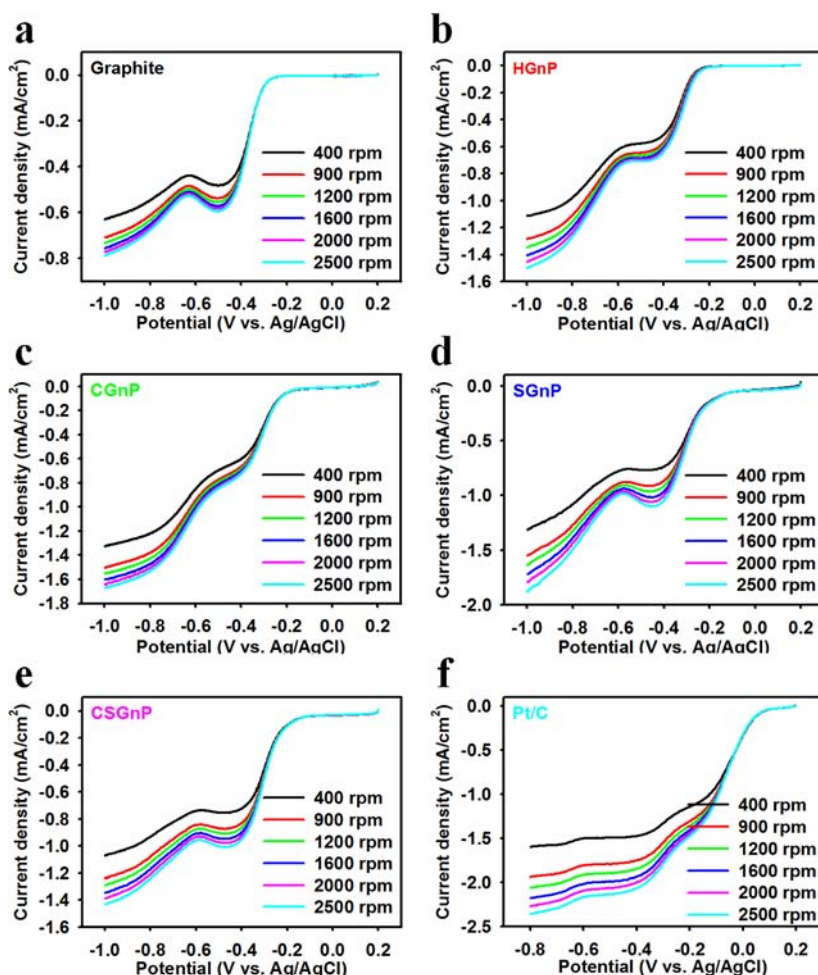 a
Graphite
Current density (mA/cm²)
0.0
-0.2
-0.4
-0.6
-0.8
400 rpm
900 rpm
1200 rpm
1600 rpm
2000 rpm
2500 rpm
-1.0 -0.8 -0.6 -0.4 -0.2 0.0 0.2
Potential (V vs. Ag/AgCl)
b
HGnP
Current density (mA/cm²)
0.0
-0.2
-0.4
-0.6
-0.8
-1.0
-1.2
-1.4
-1.6
400 rpm
900 rpm
1200 rpm
1600 rpm
2000 rpm
2500 rpm
-1.0 -0.8 -0.6 -0.4 -0.2 0.0 0.2
Potential (V vs. Ag/AgCl)
c
CGnP
Current density (mA/cm²)
0.0
-0.2
-0.4
-0.6
-0.8
-1.0
-1.2
-1.4
-1.6
-1.8
400 rpm
900 rpm
1200 rpm
1600 rpm
2000 rpm
2500 rpm
-1.0 -0.8 -0.6 -0.4 -0.2 0.0 0.2
Potential (V vs. Ag/AgCl)
d
SGnP
Current density (mA/cm²)
0.0
-0.5
-1.0
-1.5
-2.0
400 rpm
900 rpm
1200 rpm
1600 rpm
2000 rpm
2500 rpm
-1.0 -0.8 -0.6 -0.4 -0.2 0.0 0.2
Potential (V vs. Ag/AgCl)
e
CSGnP
Current density (mA/cm²)
0.0
-0.2
-0.4
-0.6
-0.8
-1.0
-1.2
-1.4
-1.6
400 rpm
900 rpm
1200 rpm
1600 rpm
2000 rpm
2500 rpm
-1.0 -0.8 -0.6 -0.4 -0.2 0.0 0.2
Potential (V vs. Ag/AgCl)
f
Pt/C
Current density (mA/cm²)
0.0
-0.5
-1.0
-1.5
-2.0
-2.5
400 rpm
900 rpm
1200 rpm
1600 rpm
2000 rpm
2500 rpm
-0.8 -0.6 -0.4 -0.2 0.0 0.2
Potential (V vs. Ag/AgCl)